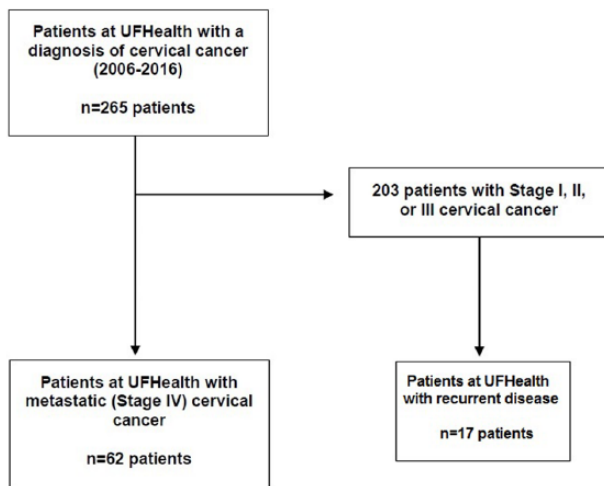 Patients at UFHealth with a
diagnosis of cervical cancer
(2006-2016)
n=265 patients
203 patients with Stage I, II,
or III cervical cancer
Patients at UFHealth with
metastatic (Stage IV) cervical
cancer
n=62 patients
Patients at UFHealth
with recurrent disease
n=17 patients